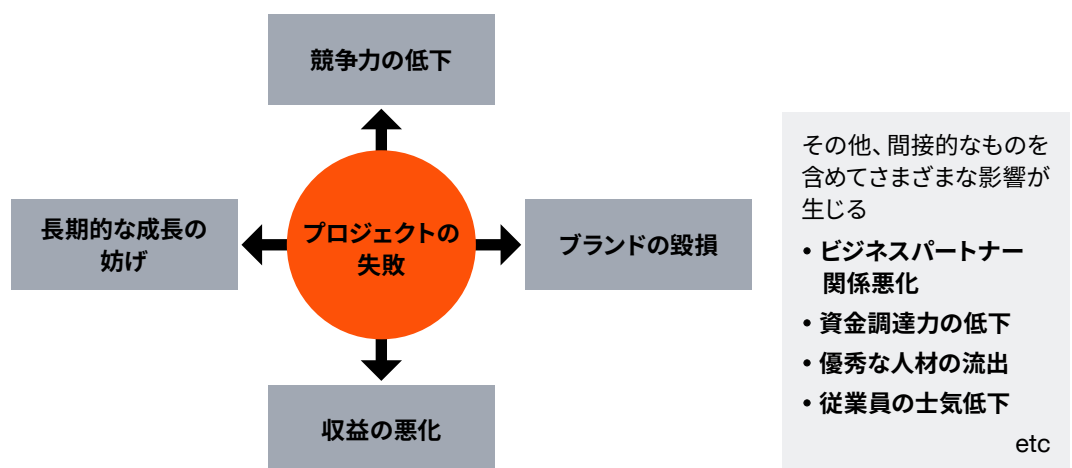 競争力の低下
長期的な成長の
妨げ
プロジェクトの
失敗
ブランドの毀損
収益の悪化
その他、間接的なものを
含めてさまざまな影響が
生じる
・ビジネスパートナー
関係悪化
・資金調達力の低下
・優秀な人材の流出
・従業員の士気低下
etc